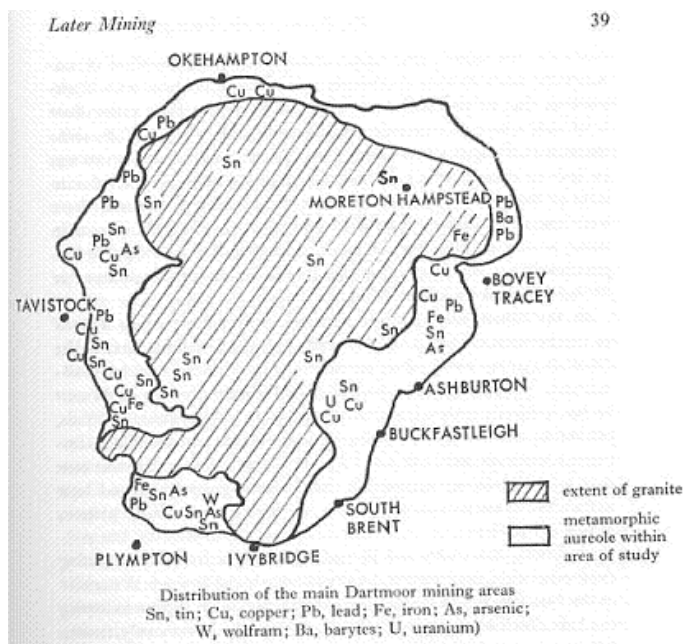 Later Mining 39
OKEHAMPTON
Cu Cu
Pb
Cu
Sn
Pb
Sn
MORETON HAMPSTEAD
Pb
Sn
Pb
Ba
Sn
Pb
Fe
Pb
Cu
As
Cu
Sn
Sn
Cu
BOVEY
TRACEY
TAVISTOCK
Pb
Cu
Pb
Cu
Fe
Sn
Sn
As
Sn
Cu
Sn
Cu
Sn
Sn
Sn
Sn
Cu
Sn
Cu
Fe
Sn
ASHBURTON
U
Cu
Cu
BUCKFASTLEIGH
Fe
Sn
As
Pb
W
Cu
Sn
As
Sn
SOUTH
BRENT
PLYMPTON
IVYBRIDGE
extent of granite
metamorphic
aureole within
area of study
Distribution of the main Dartmoor mining areas
Sn, tin; Cu, copper; Pb, lead; Fe, iron; As, arsenic;
W, wolfram; Ba, barytes; U, uranium)